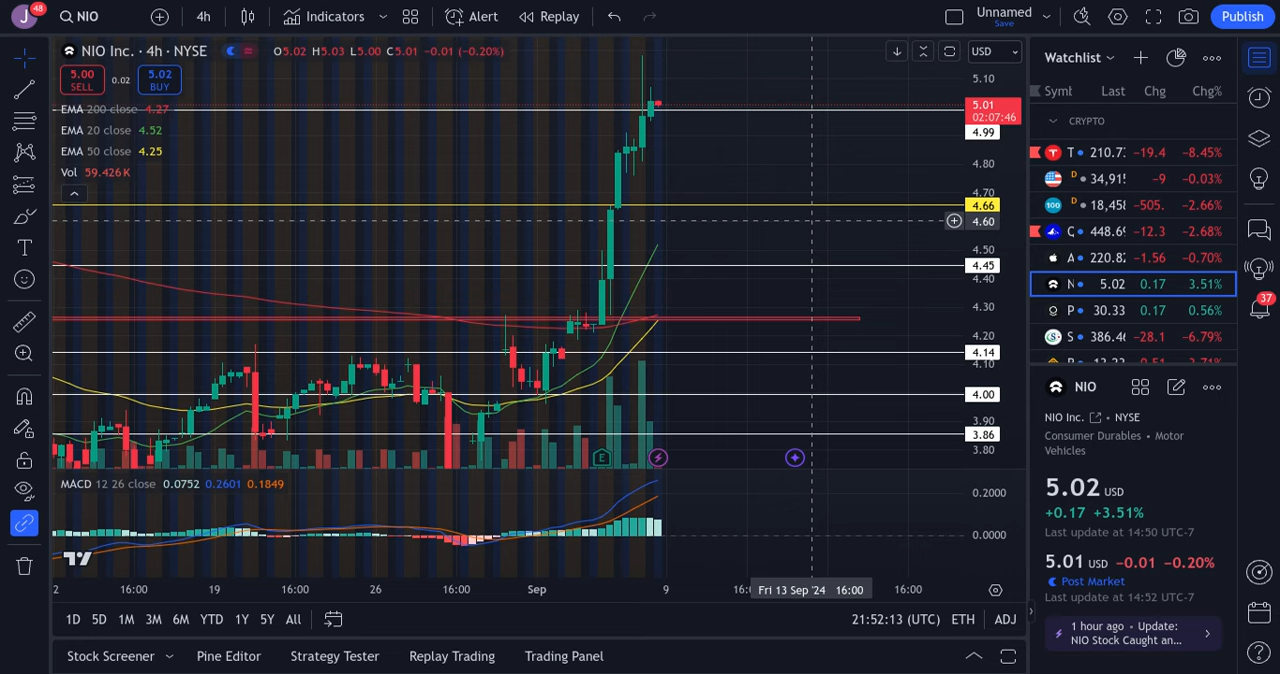 J
48
NIO
4h
Indicators
Alert
Replay
Unnamed
Save
Publish
NIO Inc. · 4h · NYSE
O5.02 H5.03 L5.00 C5.01 -0.01 (-0.20%)
5.00
SELL
0.02
5.02
BUY
EMA 200 close 4.27
EMA 20 close 4.52
EMA 50 close 4.25
Vol 59.426 K
USD
5.10
5.01
02:07:46
4.99
4.80
4.70
4.66
4.60
4.50
4.45
4.40
4.30
4.20
4.14
4.10
4.00
3.90
3.86
3.80
E
MACD 12 26 close 0.0752 0.2601 0.1849
0.2000
0.0000
2
16:00
19
16:00
26
16:00
Sep
9
Fri 13 Sep '24 16:00
16:00
1D 5D 1M 3M 6M YTD 1Y 5Y All
21:52:13 (UTC) ETH ADJ
Stock Screener
Pine Editor
Strategy Tester
Replay Trading
Trading Panel
Watchlist
Symb Last Chg Chg%
CRYPTO
T 210.7 -19.4 -8.45%
D 34,915 -9 -0.03%
100 D 18,458 -505. -2.66%
Q 448.69 -12.3 -2.68%
A 220.82 -1.56 -0.70%
N 5.02 0.17 3.51%
P 30.33 0.17 0.56%
S 386.46 -28.1 -6.79%
37
NIO
NIO Inc. · NYSE
Consumer Durables • Motor
Vehicles
5.02 USD
+0.17 +3.51%
Last update at 14:50 UTC-7
5.01 USD -0.01 -0.20%
Post Market
Last update at 14:52 UTC-7
1 hour ago • Update:
NIO Stock Caught an...